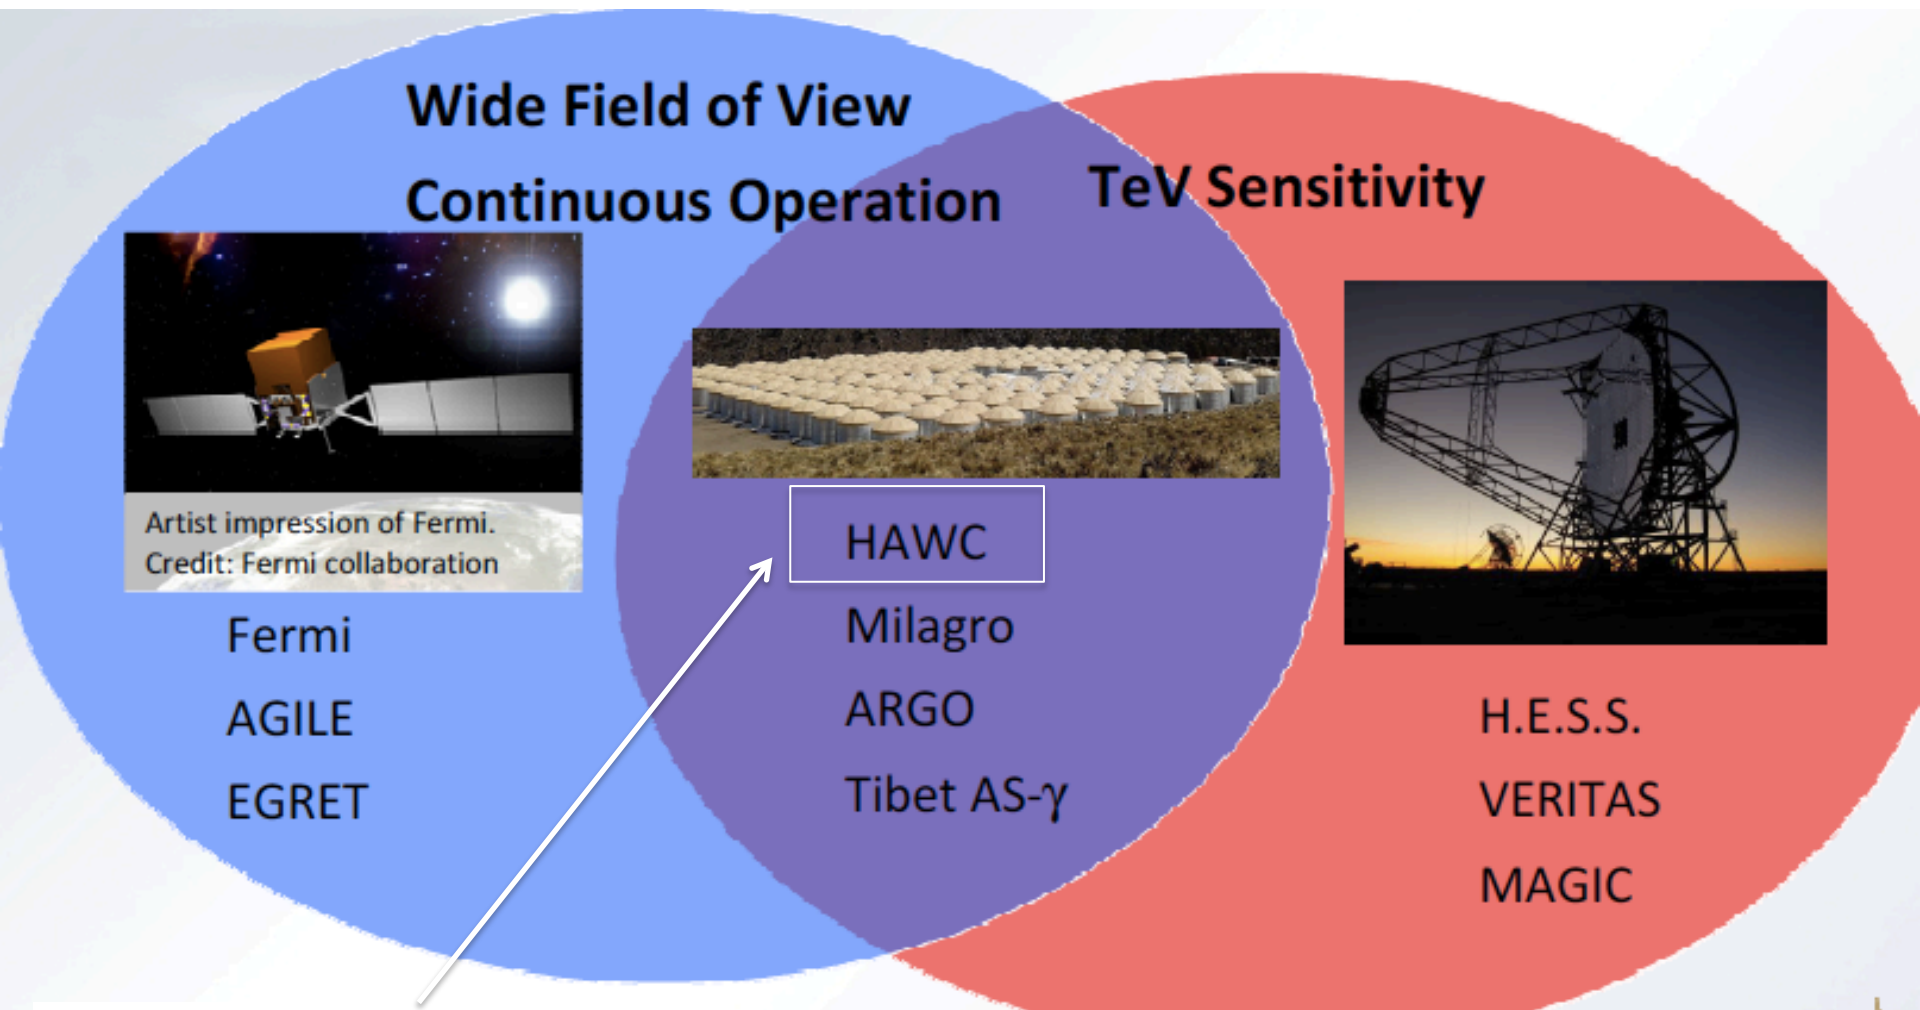 Wide Field of View
Continuous Operation
TeV Sensitivity
Artist impression of Fermi.
Credit: Fermi collaboration
Fermi
AGILE
EGRET
HAWC
Milagro
ARGO
Tibet AS-γ
H.E.S.S.
VERITAS
MAGIC